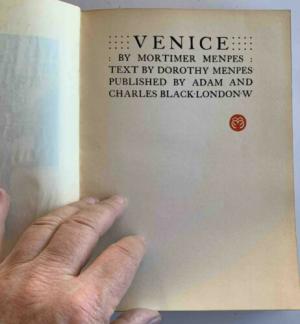 :::: VENICE ::::
: BY MORTIMER MENPES :
TEXT BY DOROTHY MENPES
PUBLISHED BY ADAM AND
CHARLES BLACK·LONDON·W